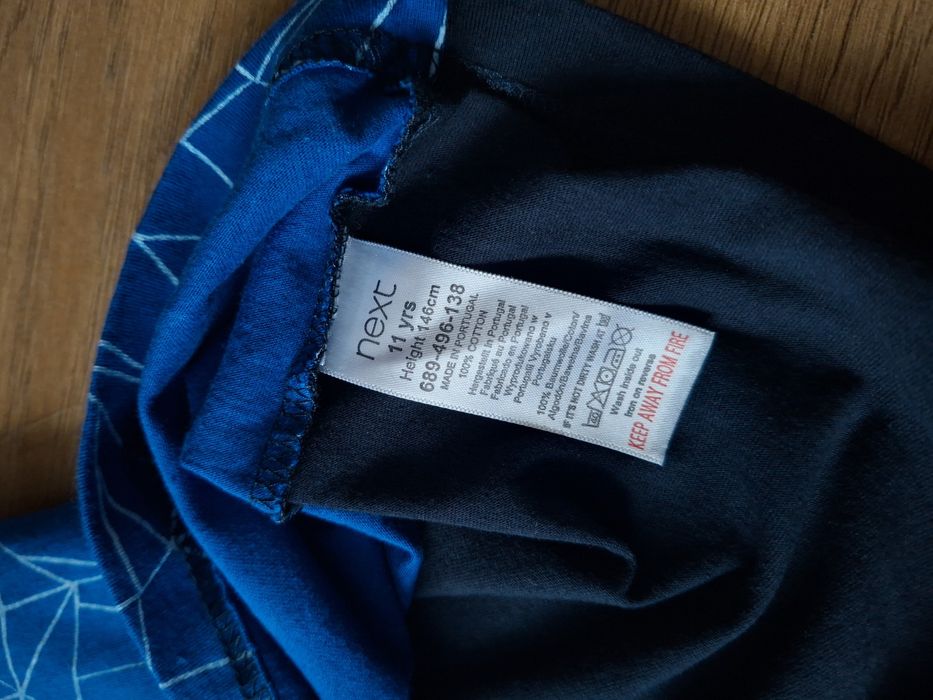 next
11 yrs
Height 146cm
689-496-138
MADE IN PORTUGAL
100% COTTON
Hergestellt in Portugal
Fabriqué au Portugal
Fabricado en Portugal
Wyprodukowano w
Portugalii Vyrobeno v
Portugalsku
100% Baumwolle/Coton/
Algodón/Bawełna/Bavlna
IF IT'S NOT DIRTY WASH AT
40
Wash inside out
Iron on reverse
KEEP AWAY FROM FIRE